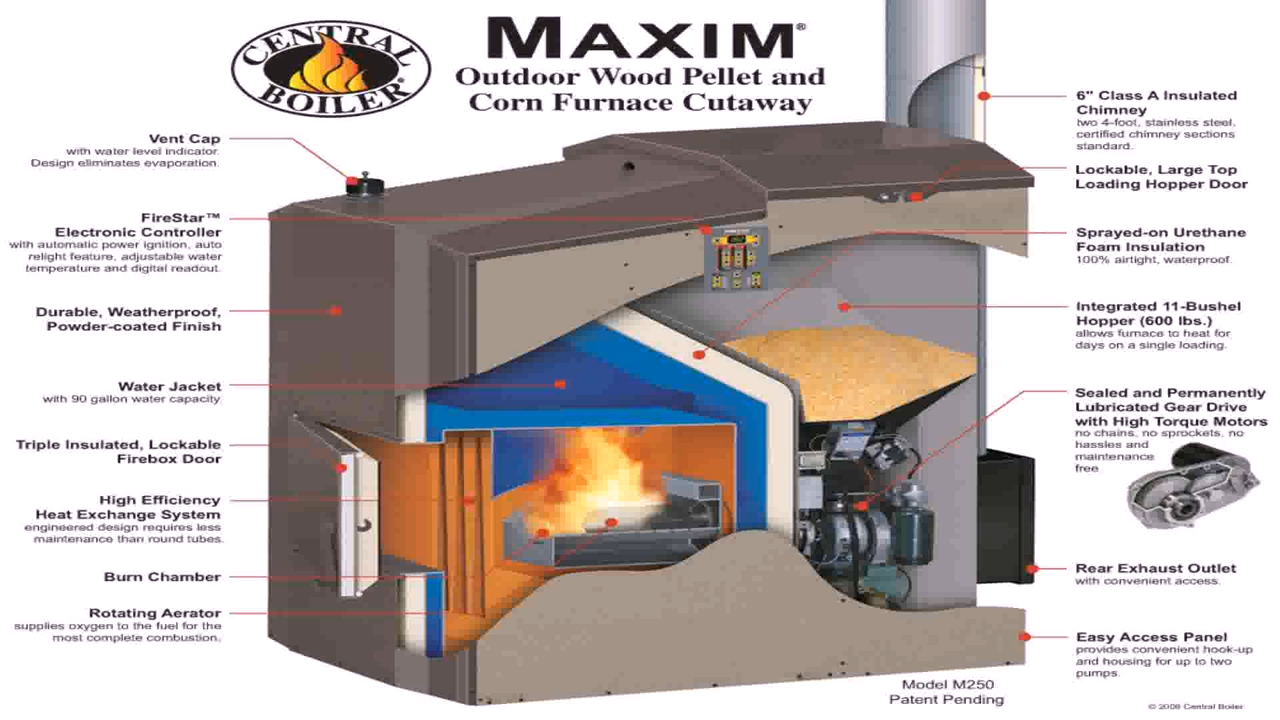 CENTRAL
BOILER®
MAXIM®
Outdoor Wood Pellet and
Corn Furnace Cutaway
Vent Cap
with water level indicator.
Design eliminates evaporation.
FireStar™
Electronic Controller
with automatic power ignition, auto
relight feature, adjustable water
temperature and digital readout.
Durable, Weatherproof,
Powder-coated Finish
Water Jacket
with 90 gallon water capacity
Triple Insulated, Lockable
Firebox Door
High Efficiency
Heat Exchange System
engineered design requires less
maintenance than round tubes.
Burn Chamber
Rotating Aerator
supplies oxygen to the fuel for the
most complete combustion.
6" Class A Insulated
Chimney
two 4-foot, stainless steel,
certified chimney sections
standard.
Lockable, Large Top
Loading Hopper Door
Sprayed-on Urethane
Foam Insulation
100% airtight, waterproof.
Integrated 11-Bushel
Hopper (600 lbs.)
allows furnace to heat for
days on a single loading.
Sealed and Permanently
Lubricated Gear Drive
with High Torque Motors
no chains, no sprockets, no
hassles and
maintenance
free
Rear Exhaust Outlet
with convenient access.
Easy Access Panel
provides convenient hook-up
and housing for up to two
pumps.
Model M250
Patent Pending
© 2008 Central Boiler